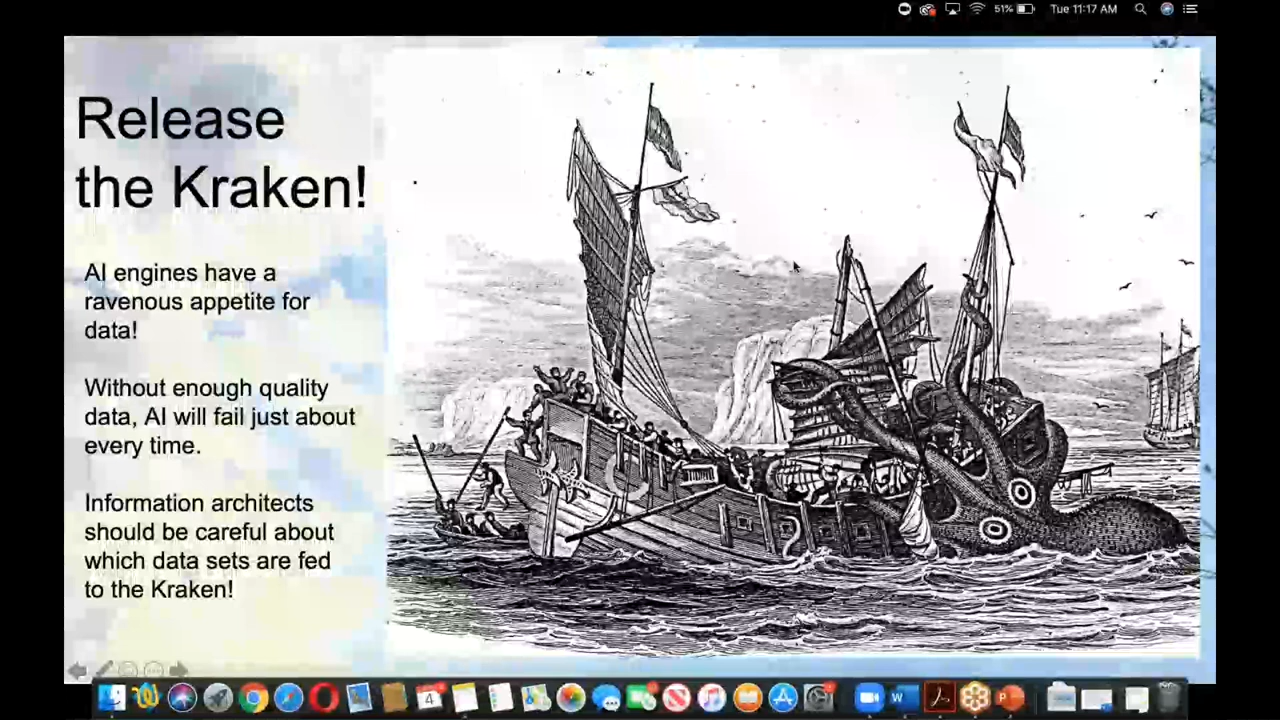 51%
Tue 11:17 AM
Release
the Kraken!
AI engines have a
ravenous appetite for
data!
Without enough quality
data, AI will fail just about
every time.
Information architects
should be careful about
which data sets are fed
to the Kraken!
4
W
P